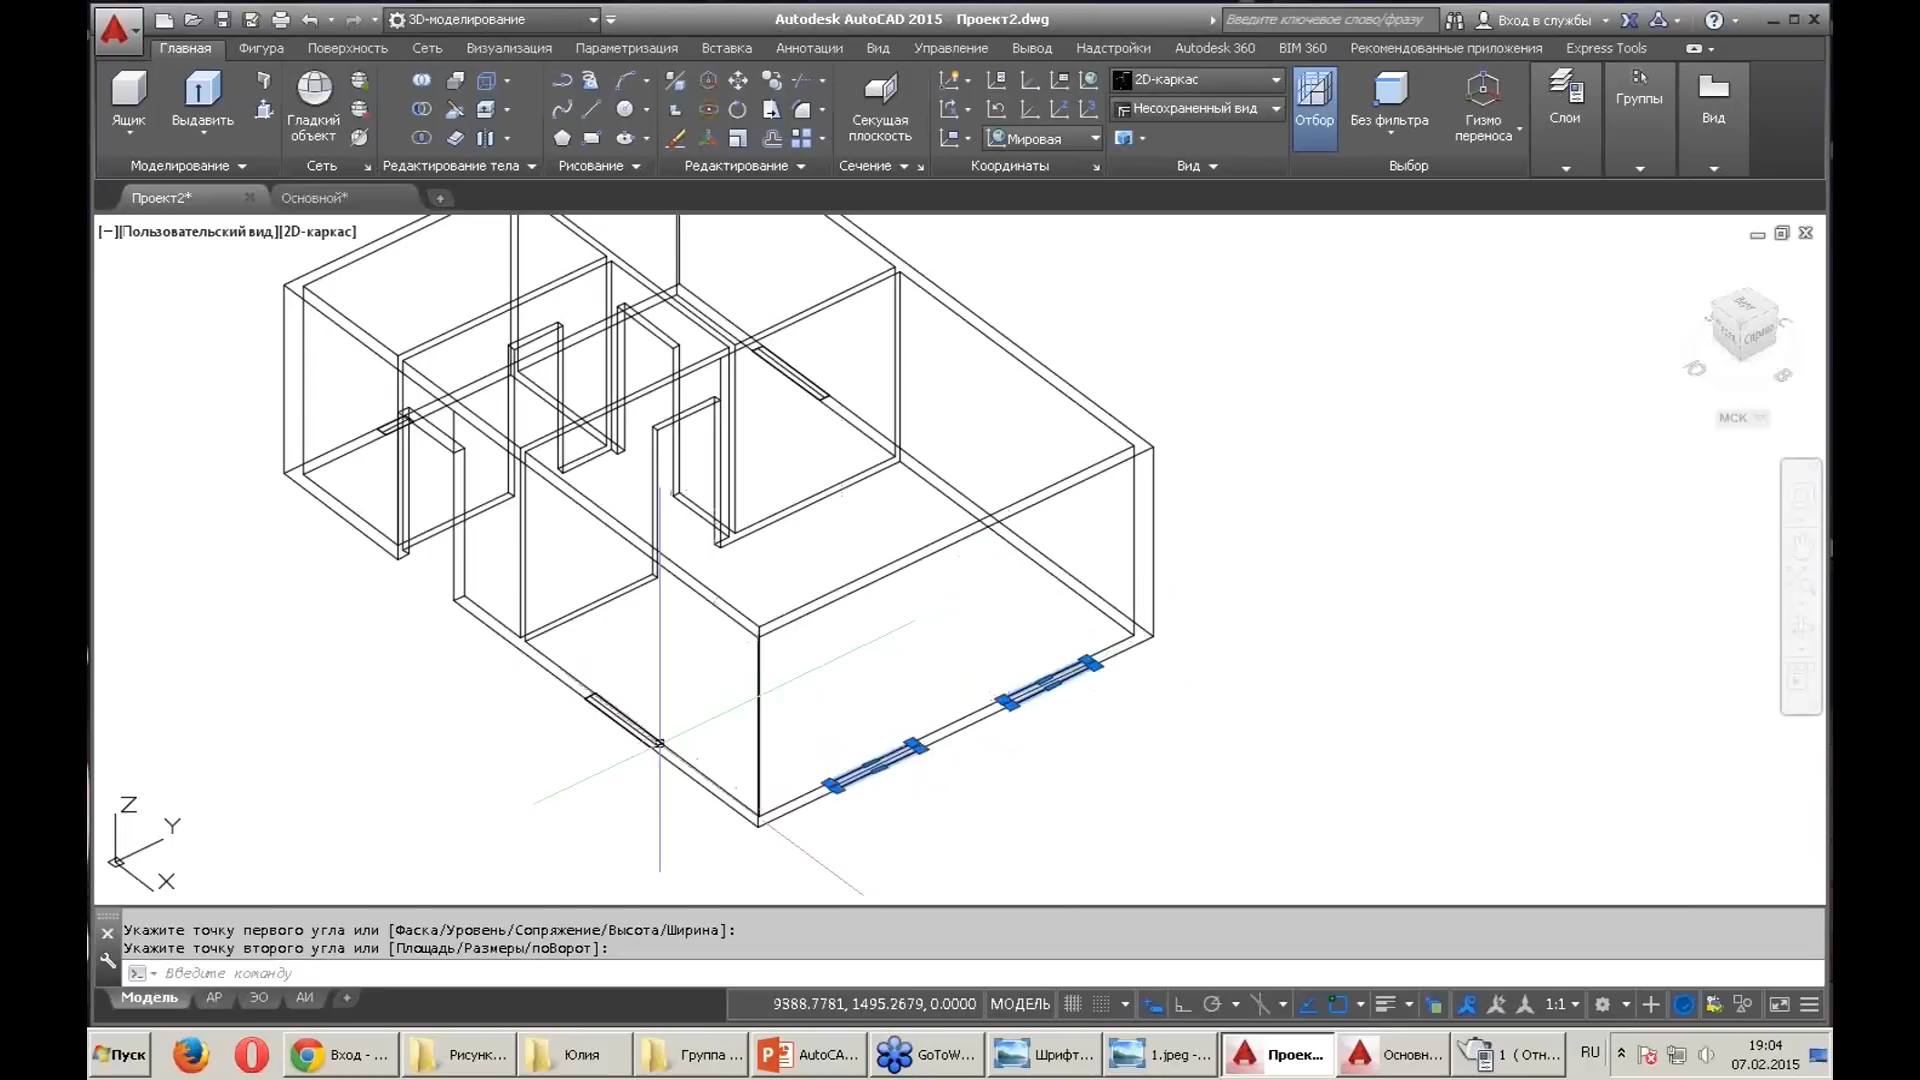 3D-моделирование
Autodesk AutoCAD 2015 Проект2.dwg
Введите ключевое слово/фразу
Вход в службы
Главная Фигура Поверхность Сеть Визуализация Параметризация Вставка Аннотации Вид Управление Вывод Надстройки Autodesk 360 BIM 360 Рекомендованные приложения Express Tools
Ящик
Выдавить
Гладкий объект
Секущая плоскость
2D-каркас
Несохраненный вид
Мировая
Отбор
Без фильтра
Гизмо переноса
Слои
Группы
Вид
Моделирование Сеть Редактирование тела Рисование Редактирование Сечение Координаты Вид Выбор
Проект2* Основной*
[−][Пользовательский вид][2D-каркас]
Верх
Справа
Ю
В
МСК
Z
Y
X
Укажите точку первого угла или [Фаска/Уровень/Сопряжение/Высота/Ширина]:
Укажите точку второго угла или [Площадь/Размеры/поВорот]:
Введите команду
Модель АР ЭО АИ
9388.7781, 1495.2679, 0.0000 МОДЕЛЬ 1:1
Пуск
Вход - ...
Рисунк...
Юлия
Группа ...
AutoCA...
GoToW...
Шрифт...
1.jpeg -...
Проек...
Основн...
1 ( Отн...
RU
19:04
07.02.2015